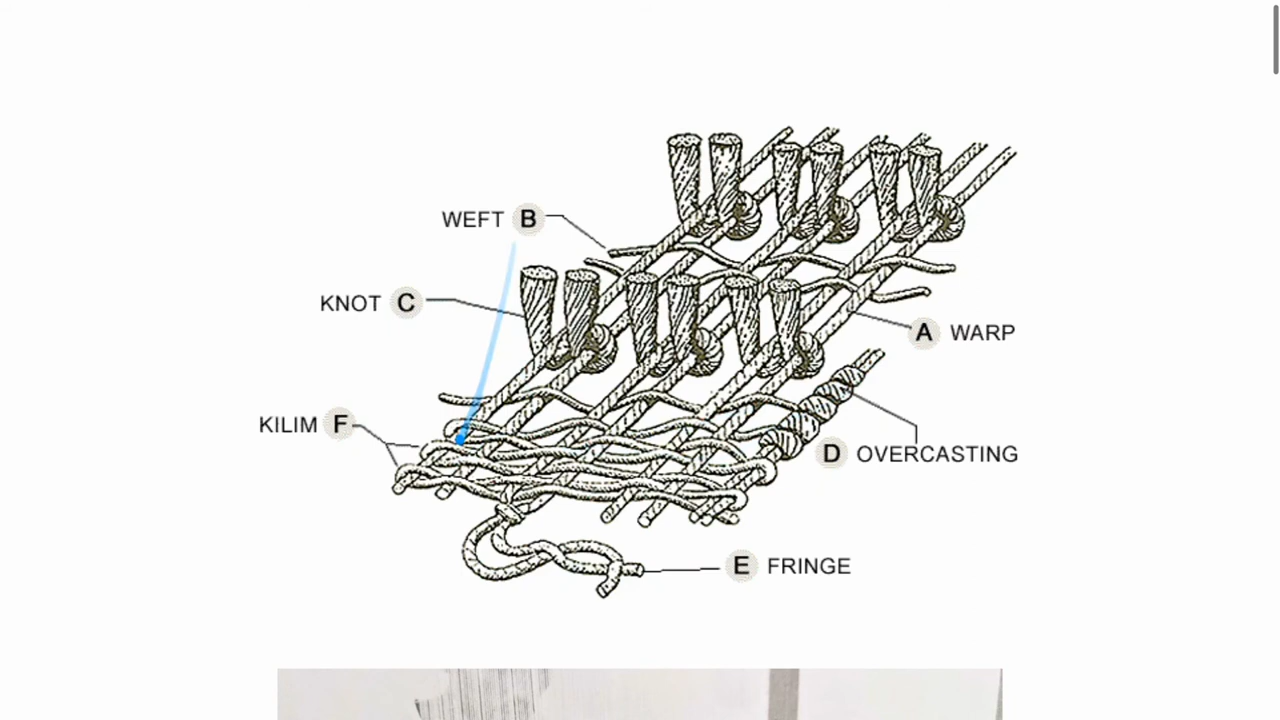 WEFT B
KNOT C
A WARP
KILIM F
D OVERCASTING
E FRINGE